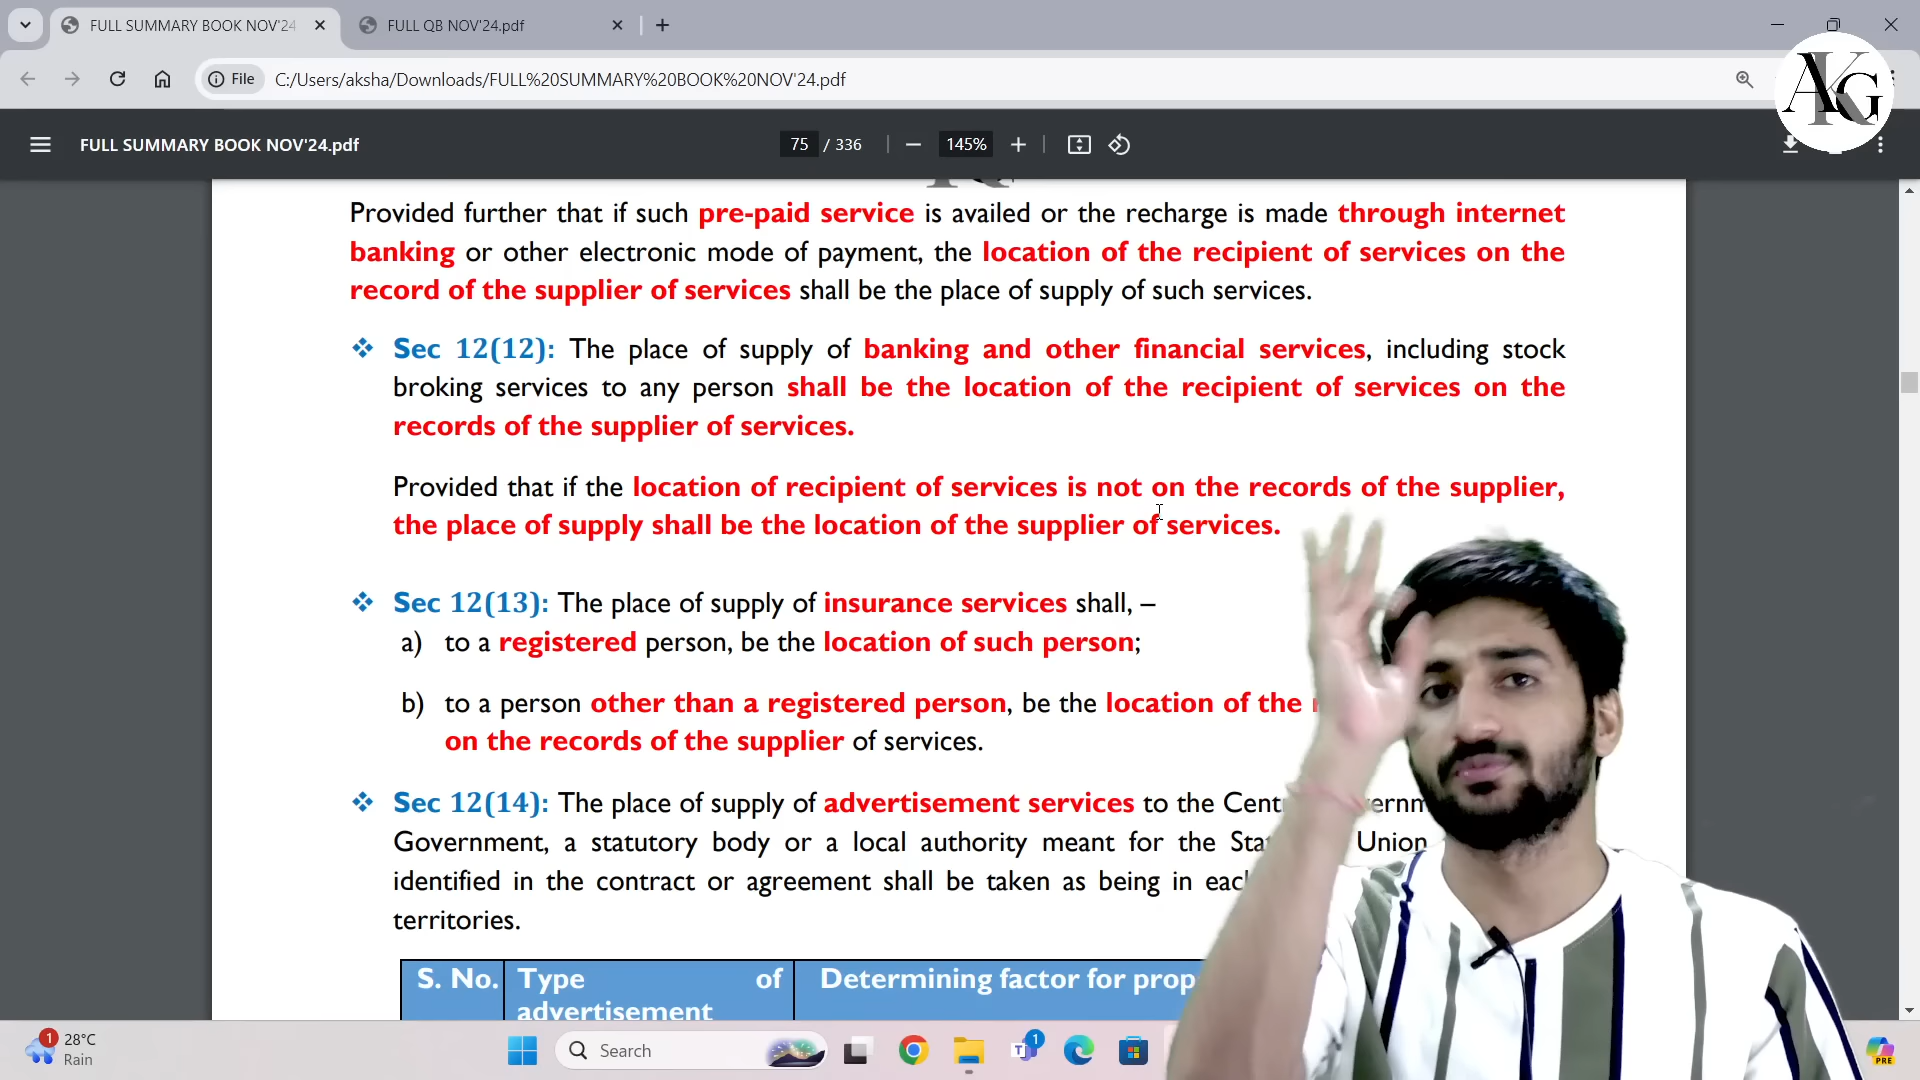 FULL SUMMARY BOOK NOV'24
FULL QB NOV'24.pdf
File
C:/Users/aksha/Downloads/FULL%20SUMMARY%20BOOK%20NOV'24.pdf
AKG
FULL SUMMARY BOOK NOV'24.pdf
75 / 336
145%
Provided further that if such pre-paid service is availed or the recharge is made through internet
banking or other electronic mode of payment, the location of the recipient of services on the
record of the supplier of services shall be the place of supply of such services.
❖ Sec 12(12): The place of supply of banking and other financial services, including stock
broking services to any person shall be the location of the recipient of services on the
records of the supplier of services.
Provided that if the location of recipient of services is not on the records of the supplier,
the place of supply shall be the location of the supplier of services.
❖ Sec 12(13): The place of supply of insurance services shall, –
a) to a registered person, be the location of such person;
b) to a person other than a registered person, be the location of the
on the records of the supplier of services.
❖ Sec 12(14): The place of supply of advertisement services to the
Government, a statutory body or a local authority meant for the Union
identified in the contract or agreement shall be taken as being in
territories.
S. No.
Type of
advertisement
Determining factor for
1
28°C
Rain
Search
1
PRE